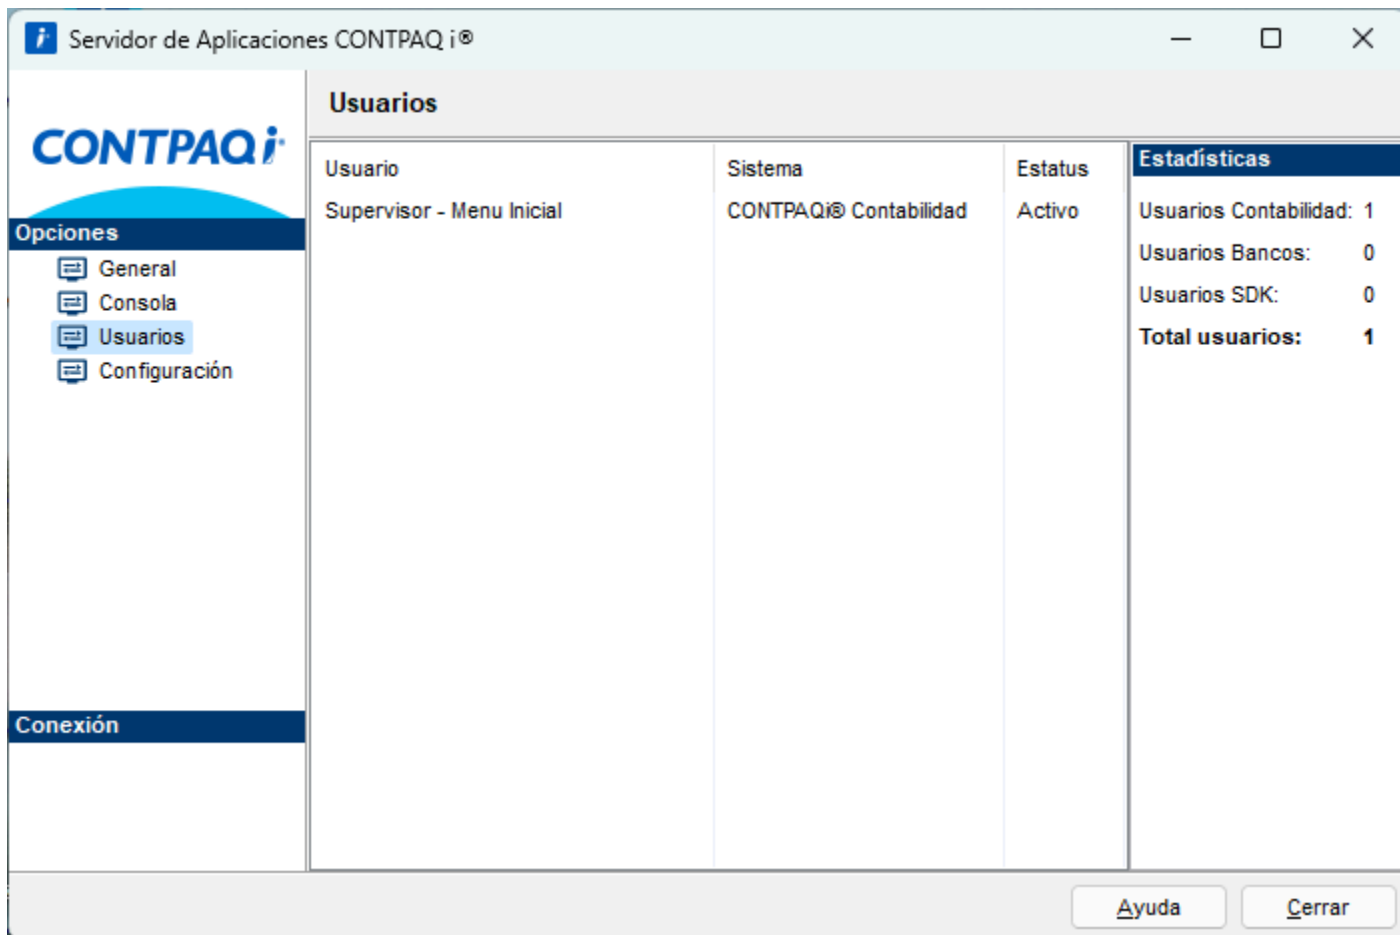 Servidor de Aplicaciones CONTPAQ i®
CONTPAQi
Opciones
General
Consola
Usuarios
Configuración
Conexión
Usuarios
Usuario Sistema Estatus
Supervisor - Menu Inicial CONTPAQi® Contabilidad Activo
Estadísticas
Usuarios Contabilidad: 1
Usuarios Bancos: 0
Usuarios SDK: 0
Total usuarios: 1
Ayuda Cerrar